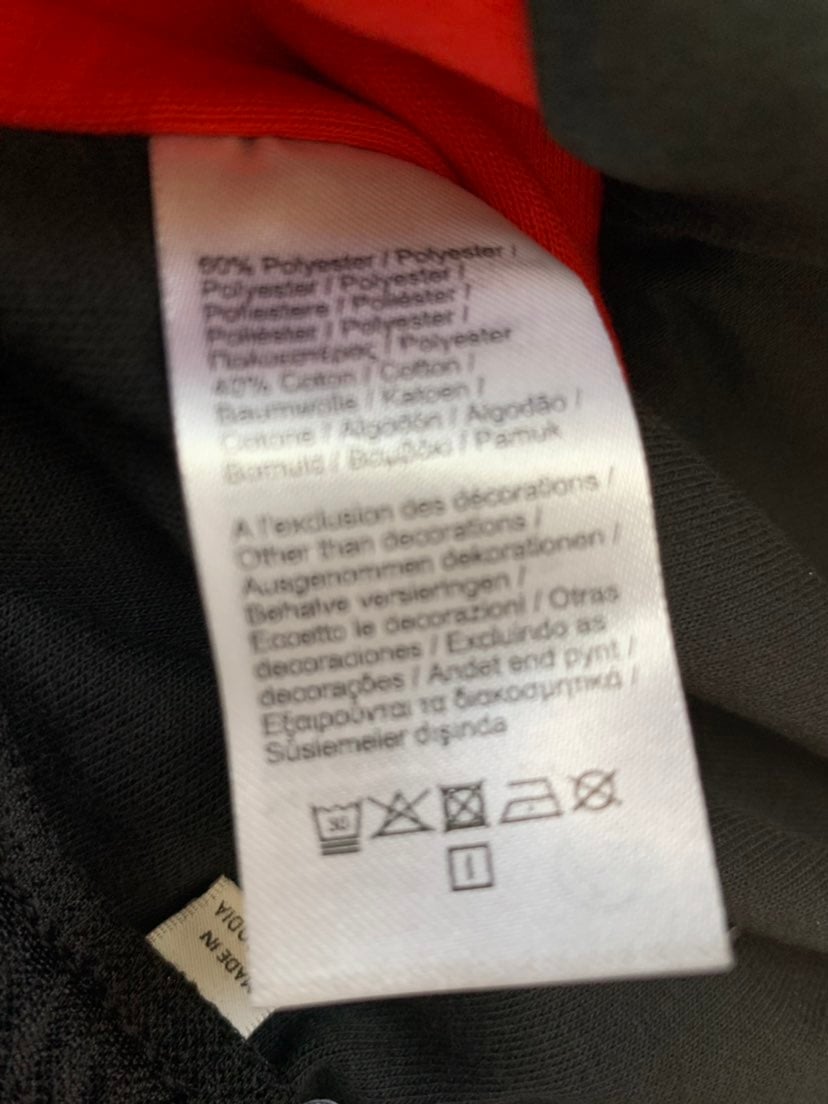 60% Polyester / Polyester /
Polyester / Polyester /
Poliestere / Poliéster /
Poliéster / Polyester /
Πολυεστέρας / Polyester
40% Coton / Cotton /
Baumwolle / Katoen /
Cotone / Algodón / Algodão /
Bomuld / Βαμβάκι / Pamuk
A l'exclusion des décorations /
Other than decorations /
Ausgenommen dekorationen /
Behalve versieringen /
Eccetto le decorazioni / Otras
decoraciones / Excluindo as
decorações / Andet end pynt /
Εξαιρούνται τα διακοσμητικά /
Süslemeler dışında
30
MADE IN